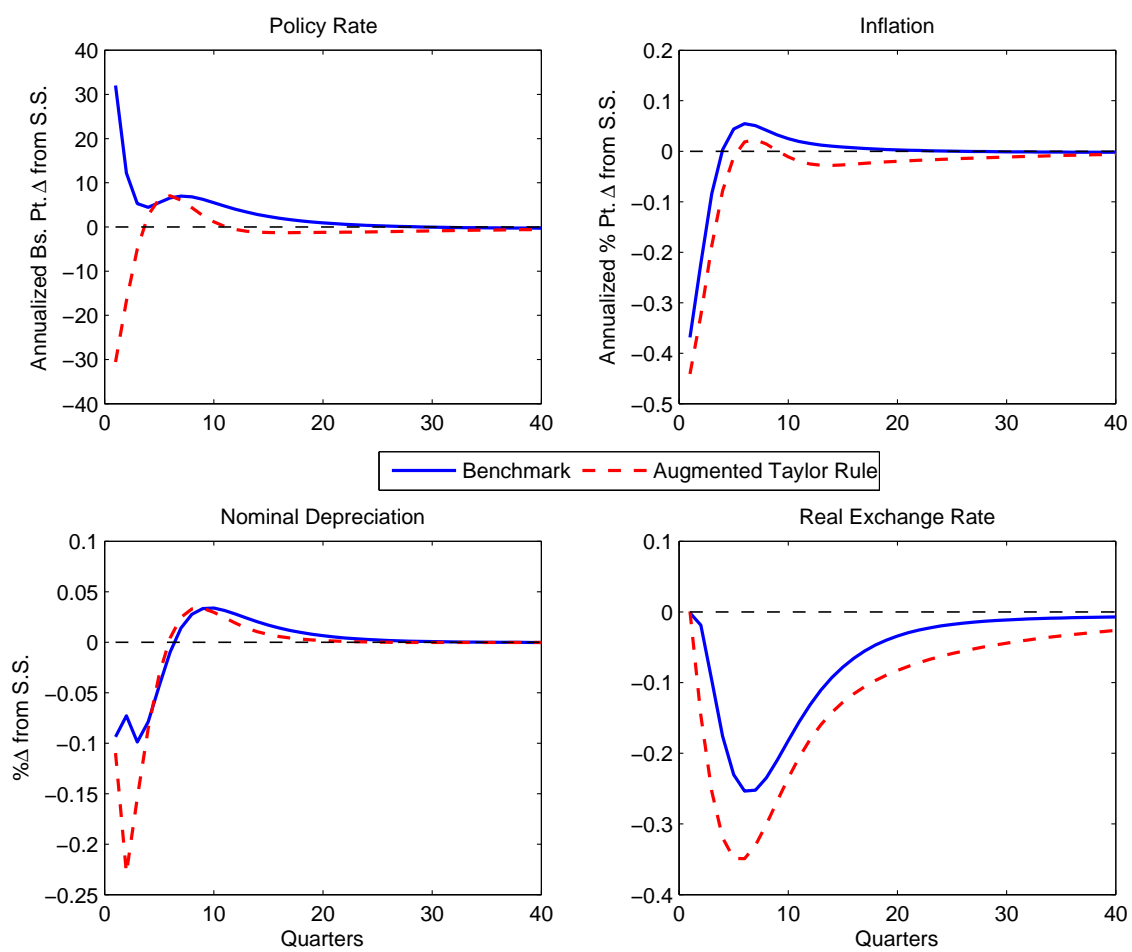 Policy Rate
Annualized Bs. Pt. Δ from S.S.
40
30
20
10
0
−10
−20
−30
−40
0 10 20 30 40
Inflation
Annualized % Pt. Δ from S.S.
0.2
0.1
0
−0.1
−0.2
−0.3
−0.4
−0.5
0 10 20 30 40
Benchmark Augmented Taylor Rule
Nominal Depreciation
%Δ from S.S.
0.1
0.05
0
−0.05
−0.1
−0.15
−0.2
−0.25
0 10 20 30 40
Quarters
Real Exchange Rate
0.1
0
−0.1
−0.2
−0.3
−0.4
0 10 20 30 40
Quarters